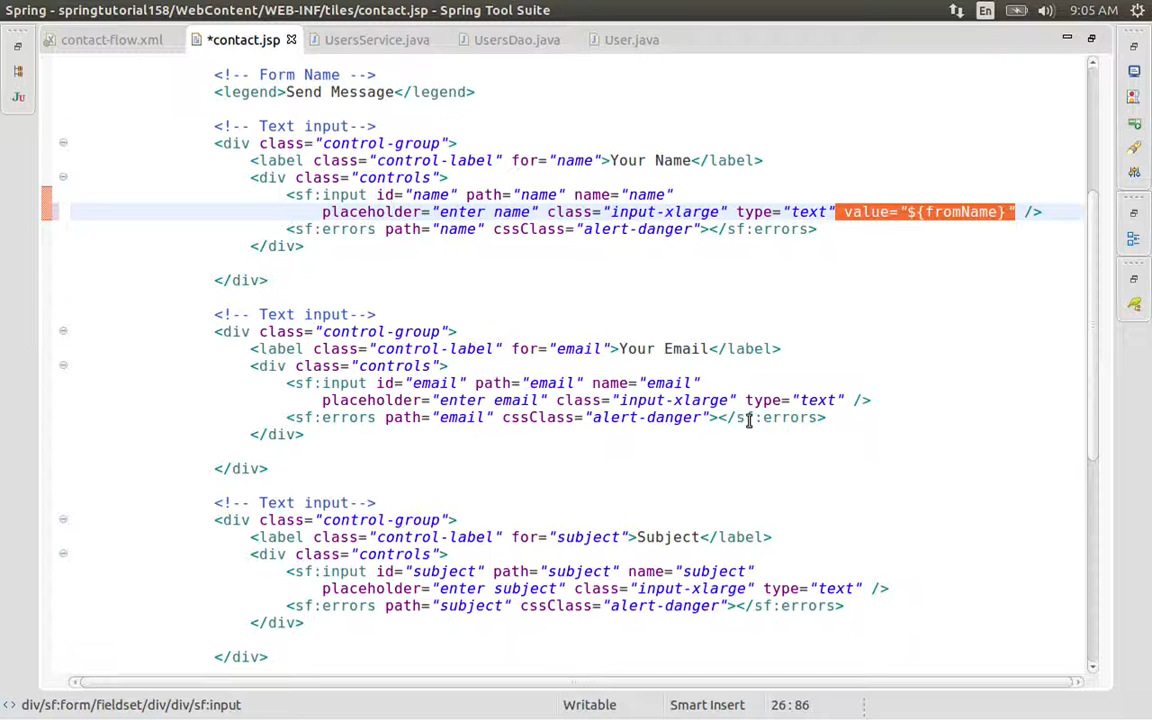 Spring - springtutorial158/WebContent/WEB-INF/tiles/contact.jsp - Spring Tool Suite
En
9:05 AM
contact-flow.xml
*contact.jsp
UsersService.java
UsersDao.java
User.java
Ju
<!-- Form Name -->
<legend>Send Message</legend>
<!-- Text input-->
<div class="control-group">
<label class="control-label" for="name">Your Name</label>
<div class="controls">
<sf:input id="name" path="name" name="name"
placeholder="enter name" class="input-xlarge" type="text" value="${fromName}" />
<sf:errors path="name" cssClass="alert-danger"></sf:errors>
</div>
</div>
<!-- Text input-->
<div class="control-group">
<label class="control-label" for="email">Your Email</label>
<div class="controls">
<sf:input id="email" path="email" name="email"
placeholder="enter email" class="input-xlarge" type="text" />
<sf:errors path="email" cssClass="alert-danger"></sf:errors>
</div>
</div>
<!-- Text input-->
<div class="control-group">
<label class="control-label" for="subject">Subject</label>
<div class="controls">
<sf:input id="subject" path="subject" name="subject"
placeholder="enter subject" class="input-xlarge" type="text" />
<sf:errors path="subject" cssClass="alert-danger"></sf:errors>
</div>
</div>
<> div/sf:form/fieldset/div/div/sf:input
Writable
Smart Insert
26:86